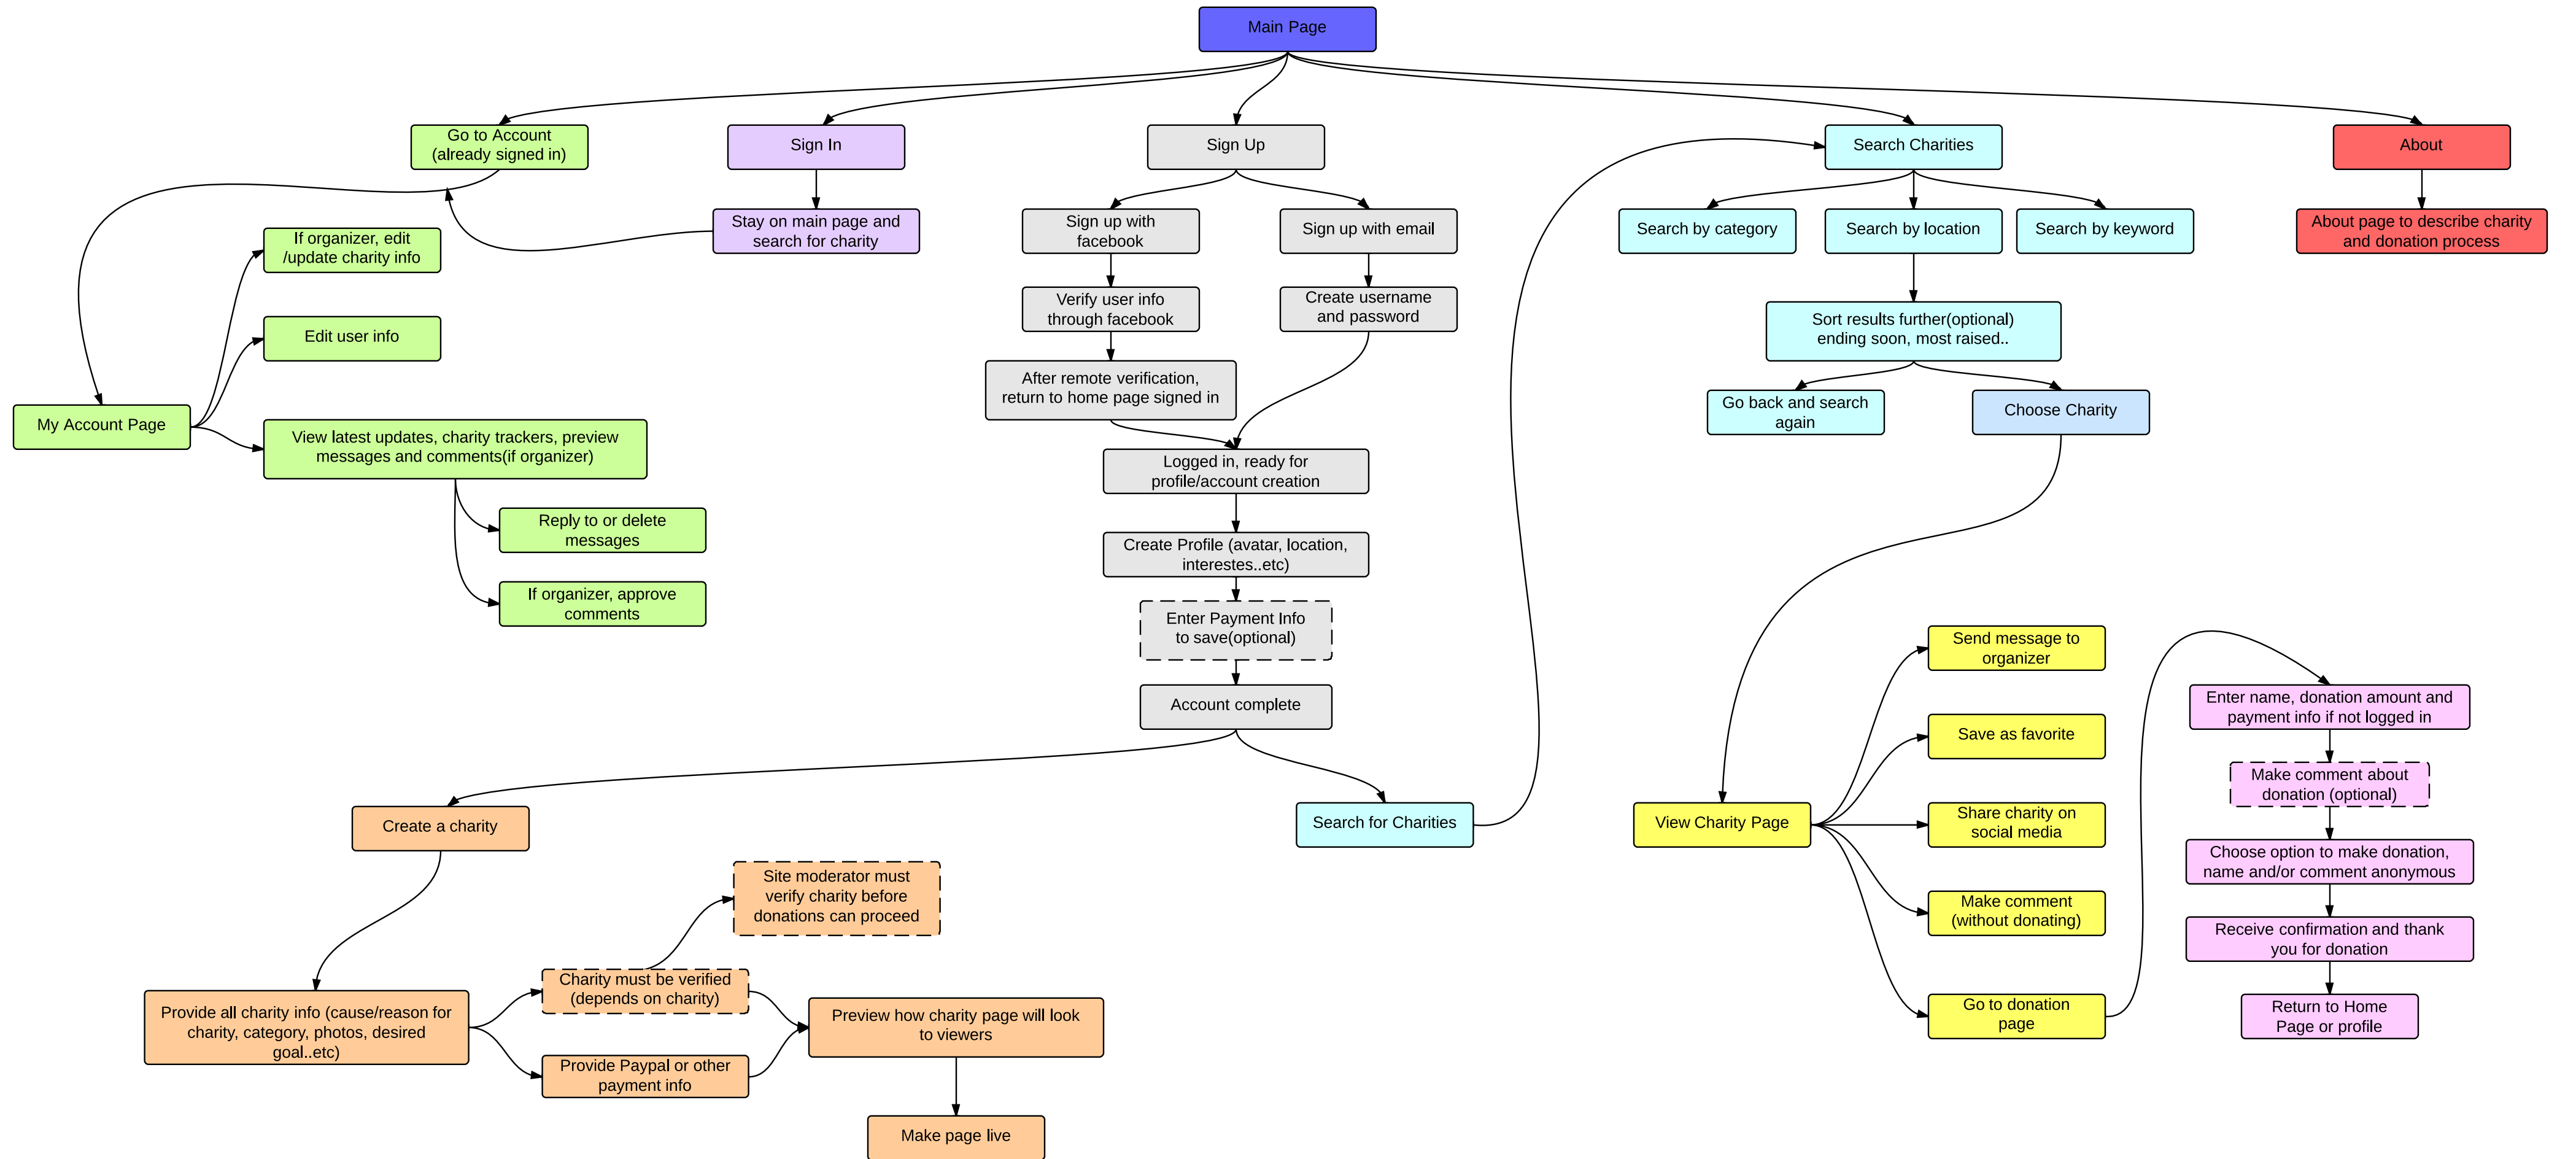 Main Page
Go to Account
(already signed in)
Sign In
Sign Up
Search Charities
About
Stay on main page and
search for charity
Sign up with
facebook
Sign up with email
Search by category
Search by location
Search by keyword
About page to describe charity
and donation process
If organizer, edit
/update charity info
Verify user info
through facebook
Create username
and password
Edit user info
Sort results further(optional)
ending soon, most raised..
After remote verification,
return to home page signed in
Go back and search
again
Choose Charity
My Account Page
View latest updates, charity trackers, preview
messages and comments(if organizer)
Logged in, ready for
profile/account creation
Reply to or delete
messages
Create Profile (avatar, location,
interestes..etc)
If organizer, approve
comments
Enter Payment Info
to save(optional)
Send message to
organizer
Account complete
Enter name, donation amount and
payment info if not logged in
Save as favorite
Make comment about
donation (optional)
Create a charity
Search for Charities
View Charity Page
Share charity on
social media
Choose option to make donation,
name and/or comment anonymous
Site moderator must
verify charity before
donations can proceed
Make comment
(without donating)
Receive confirmation and thank
you for donation
Charity must be verified
(depends on charity)
Provide all charity info (cause/reason for
charity, category, photos, desired
goal..etc)
Preview how charity page will look
to viewers
Go to donation
page
Return to Home
Page or profile
Provide Paypal or other
payment info
Make page live